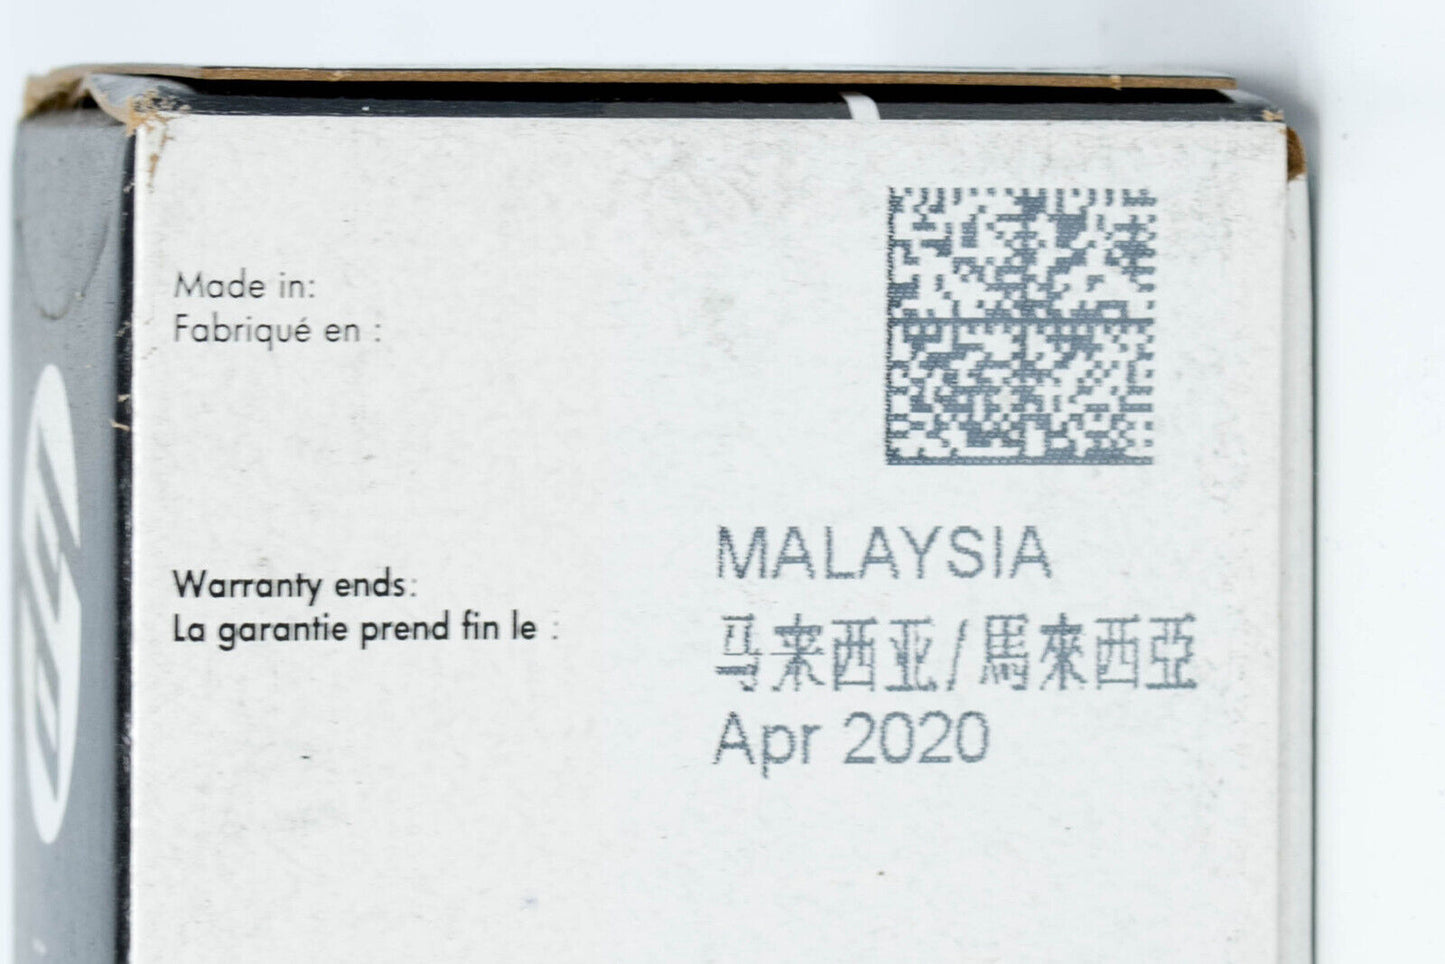 Made in:
Fabriqué en :
MALAYSIA
Warranty ends:
La garantie prend fin le :
马来西亚/馬來西亞
Apr 2020
hp